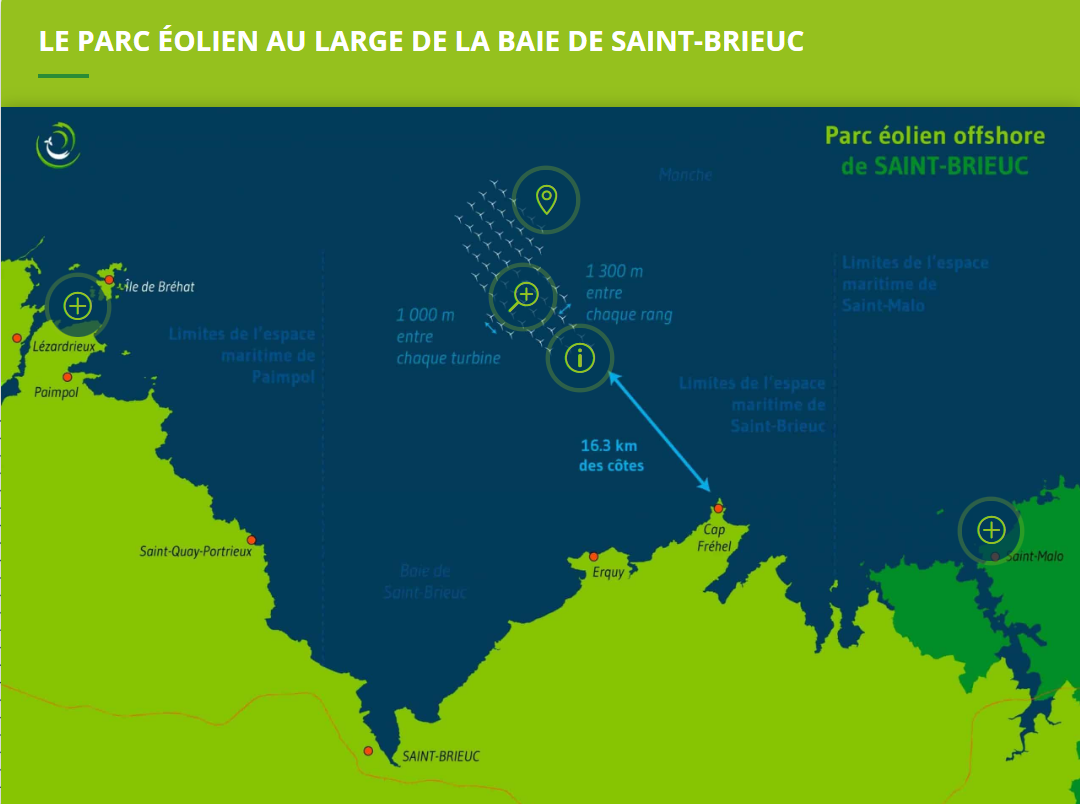 LE PARC ÉOLIEN AU LARGE DE LA BAIE DE SAINT-BRIEUC
Parc éolien offshore
de SAINT-BRIEUC
Manche
Limites de l'espace
maritime de
Saint-Malo
1 300 m
entre
chaque rang
Île de Bréhat
1 000 m
entre
chaque turbine
Limites de l'espace
maritime de
Paimpol
Lézardrieux
Paimpol
Limites de l'espace
maritime de
Saint-Brieuc
16.3 km
des côtes
Cap
Fréhel
Saint-Quay-Portrieux
Saint-Malo
Erquy
Baie de
Saint-Brieuc
SAINT-BRIEUC